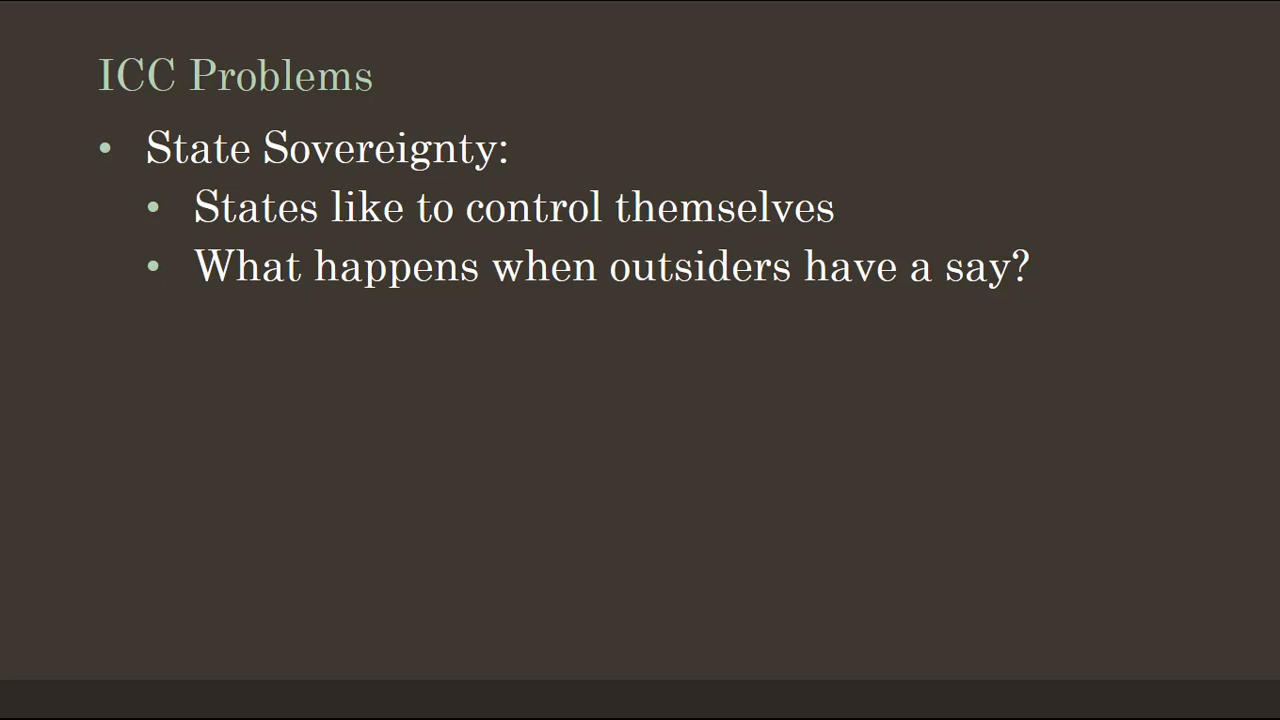 ICC Problems
• State Sovereignty:
• States like to control themselves
• What happens when outsiders have a say?